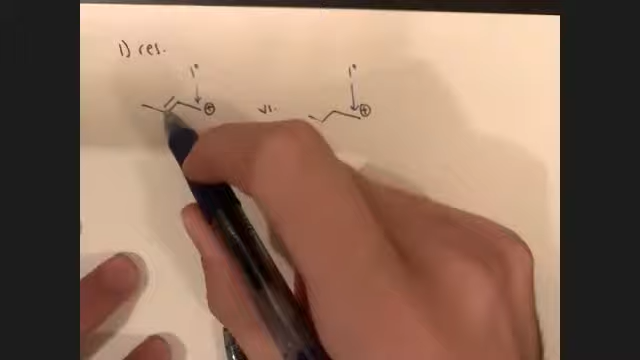 1) res.
1° 1°
⊕ vs. ⊕